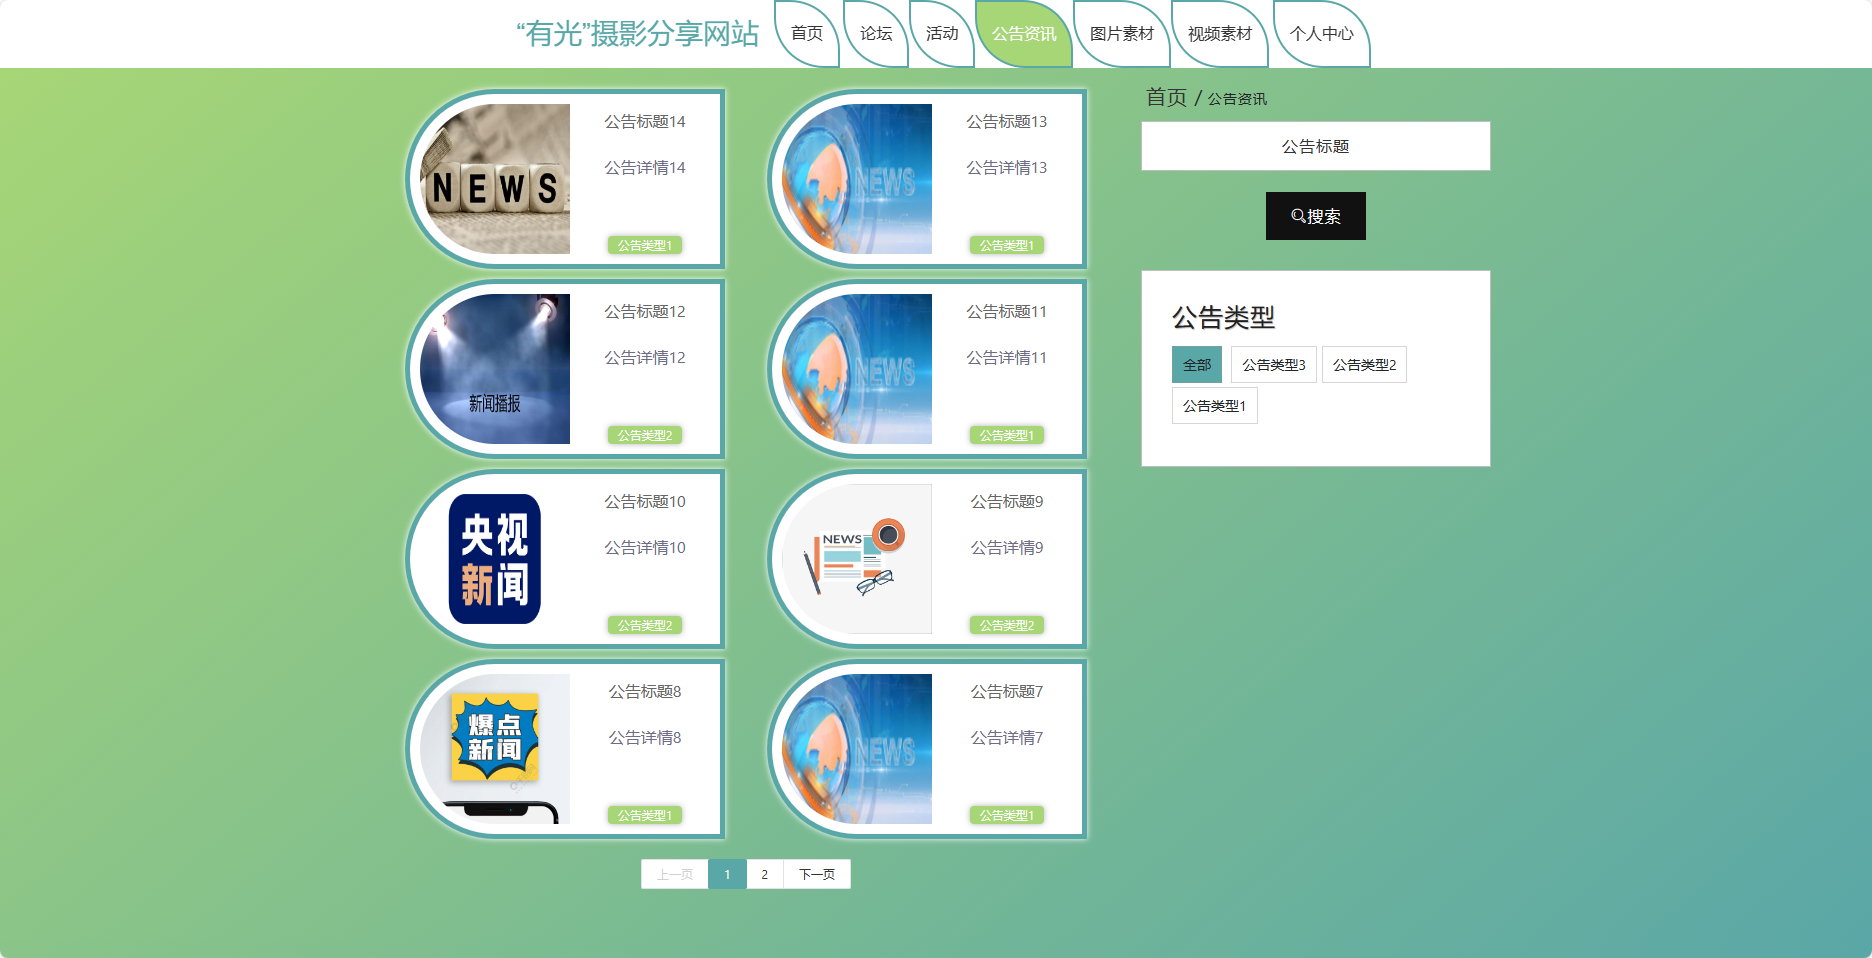 “有光”摄影分享网站
首页
论坛
活动
公告资讯
图片素材
视频素材
个人中心
首页 / 公告资讯
公告标题
搜索
公告类型
全部
公告类型3
公告类型2
公告类型1
NEWS
公告标题14
公告详情14
公告类型1
NEWS
公告标题13
公告详情13
公告类型1
新闻播报
公告标题12
公告详情12
公告类型2
NEWS
公告标题11
公告详情11
公告类型1
央视
新闻
公告标题10
公告详情10
公告类型2
NEWS
公告标题9
公告详情9
公告类型2
爆点
新闻
公告标题8
公告详情8
公告类型1
NEWS
公告标题7
公告详情7
公告类型1
上一页
1
2
下一页